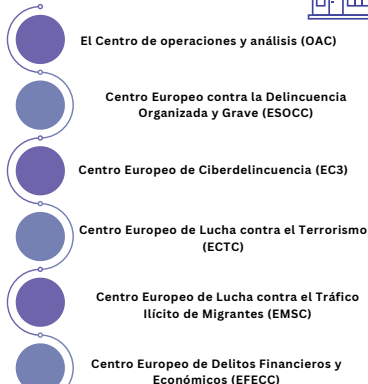 El Centro de operaciones y análisis (OAC)
Centro Europeo contra la Delincuencia
Organizada y Grave (ESOCC)
Centro Europeo de Ciberdelincuencia (EC3)
Centro Europeo de Lucha contra el Terrorismo
(ECTC)
Centro Europeo de Lucha contra el Tráfico
Ilícito de Migrantes (EMSC)
Centro Europeo de Delitos Financieros y
Económicos (EFECC)